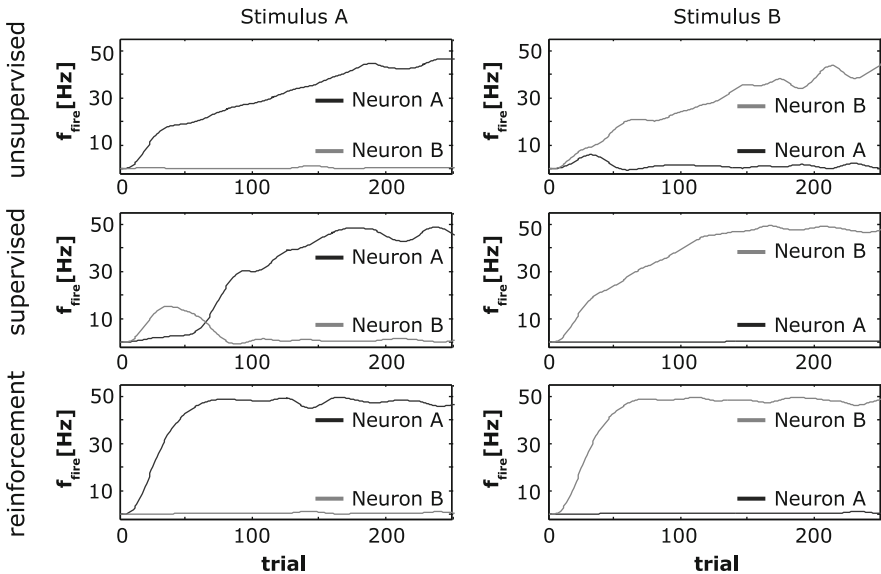 Stimulus A
Stimulus B
unsupervised
f_fire[Hz]
50
30
10
Neuron A
Neuron B
0
100
200
f_fire[Hz]
50
30
10
Neuron B
Neuron A
0
100
200
supervised
f_fire[Hz]
50
30
10
Neuron A
Neuron B
0
100
200
f_fire[Hz]
50
30
10
Neuron B
Neuron A
0
100
200
reinforcement
f_fire[Hz]
50
30
10
Neuron A
Neuron B
0
100
200
trial
f_fire[Hz]
50
30
10
Neuron B
Neuron A
0
100
200
trial